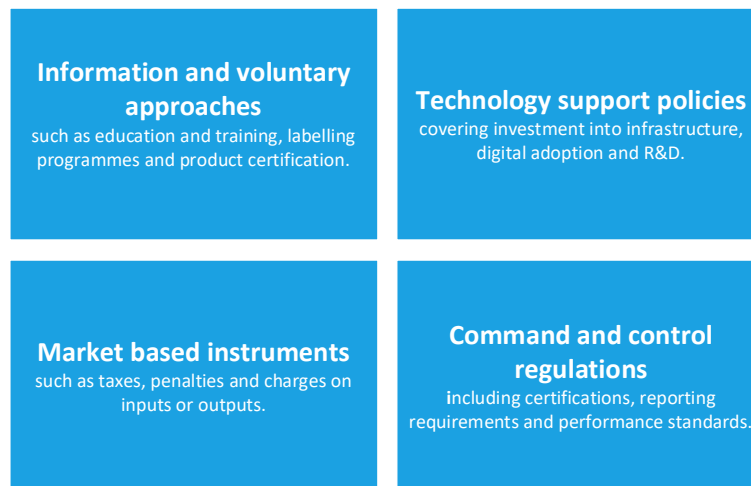 Information and voluntary
approaches
such as education and training, labelling
programmes and product certification.
Technology support policies
covering investment into infrastructure,
digital adoption and R&D.
Market based instruments
such as taxes, penalties and charges on
inputs or outputs.
Command and control
regulations
including certifications, reporting
requirements and performance standards.